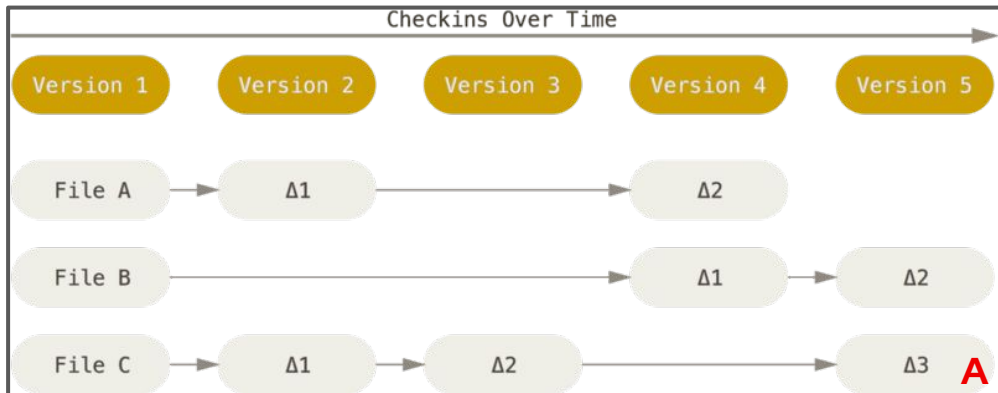 Checkins Over Time
Version 1 Version 2 Version 3 Version 4 Version 5
File A Δ1 Δ2
File B Δ1 Δ2
File C Δ1 Δ2 Δ3 A